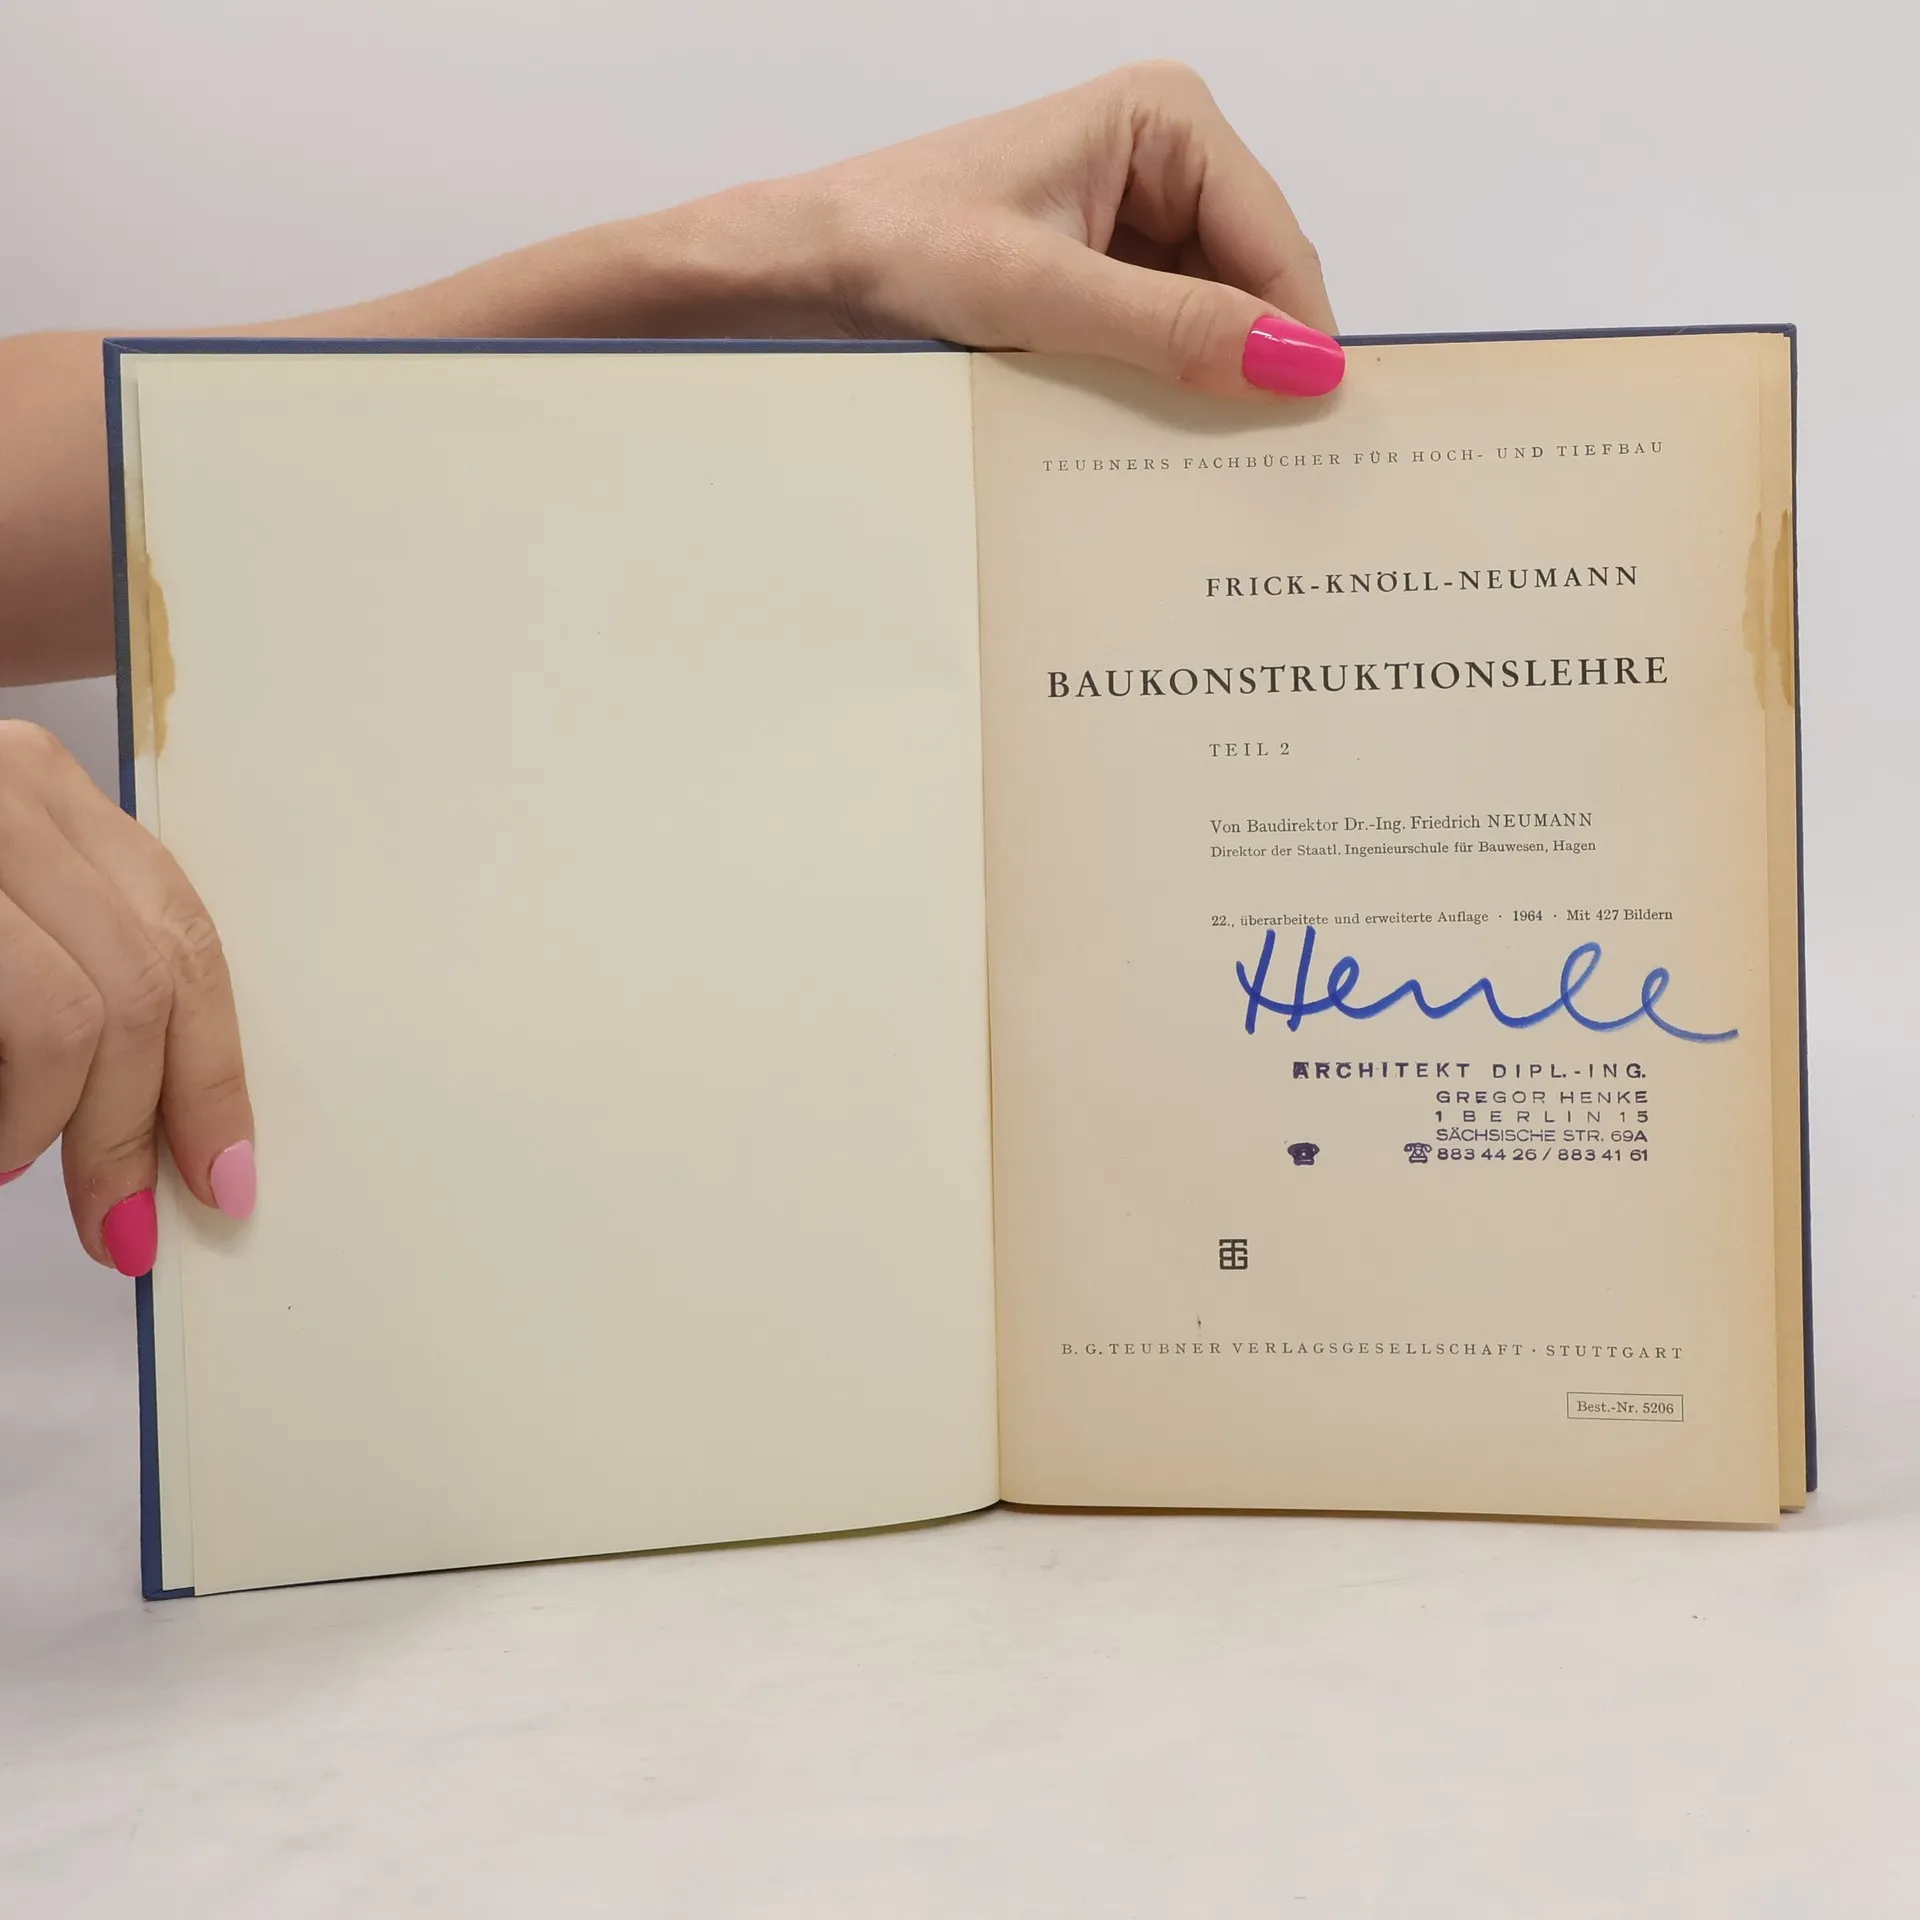 TEUBNERS FACHBÜCHER FÜR HOCH- UND TIEFBAU
FRICK-KNÖLL-NEUMANN
BAUKONSTRUKTIONSLEHRE
TEIL 2
Von Baudirektor Dr.-Ing. Friedrich NEUMANN
Direktor der Staatl. Ingenieurschule für Bauwesen, Hagen
22., überarbeitete und erweiterte Auflage · 1964 · Mit 427 Bildern
Henke
ARCHITEKT DIPL.-ING.
GREGOR HENKE
1 BERLIN 15
SÄCHSISCHE STR. 69A
883 44 26 / 883 41 61
B. G. TEUBNER VERLAGSGESELLSCHAFT · STUTTGART
Best.-Nr. 5206